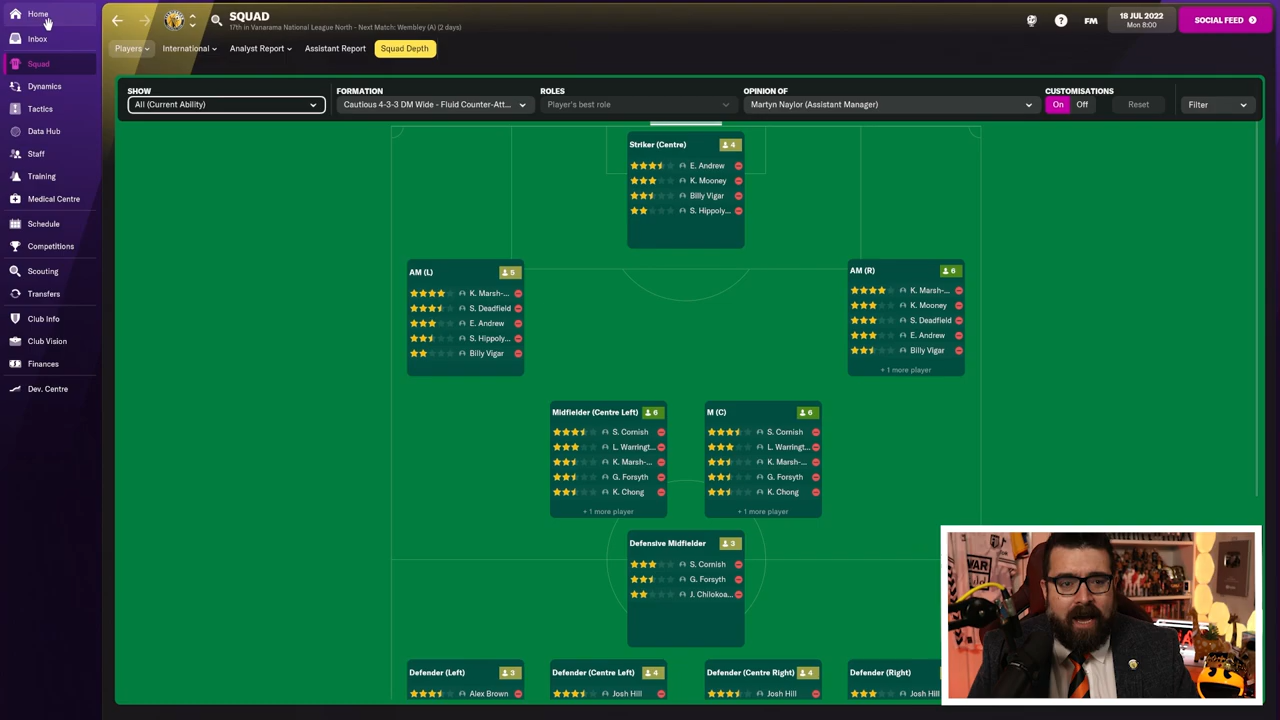 Home
Inbox
Squad
Dynamics
Tactics
Data Hub
Staff
Training
Medical Centre
Schedule
Competitions
Scouting
Transfers
Club Info
Club Vision
Finances
Dev. Centre
SQUAD
17th in Vanarama National League North - Next Match: Wembley (A) (2 days)
FM
18 JUL 2022
Mon 8:00
SOCIAL FEED
Players
International
Analyst Report
Assistant Report
Squad Depth
SHOW
All (Current Ability)
FORMATION
Cautious 4-3-3 DM Wide - Fluid Counter-Att...
ROLES
Player's best role
OPINION OF
Martyn Naylor (Assistant Manager)
CUSTOMISATIONS
On Off
Reset
Filter
Striker (Centre) 4
E. Andrew
K. Mooney
Billy Vigar
S. Hippoly...
AM (L) 5
K. Marsh-...
S. Deadfield
E. Andrew
S. Hippoly...
Billy Vigar
AM (R) 6
K. Marsh-...
K. Mooney
S. Deadfield
E. Andrew
Billy Vigar
+ 1 more player
Midfielder (Centre Left) 6
S. Cornish
L. Warringt...
K. Marsh-...
G. Forsyth
K. Chong
+ 1 more player
M (C) 6
S. Cornish
L. Warringt...
K. Marsh-...
G. Forsyth
K. Chong
+ 1 more player
Defensive Midfielder 3
S. Cornish
G. Forsyth
J. Chilokoa...
Defender (Left) 3
Alex Brown
Defender (Centre Left) 4
Josh Hill
Defender (Centre Right) 4
Josh Hill
Defender (Right)
Josh Hill
WAR